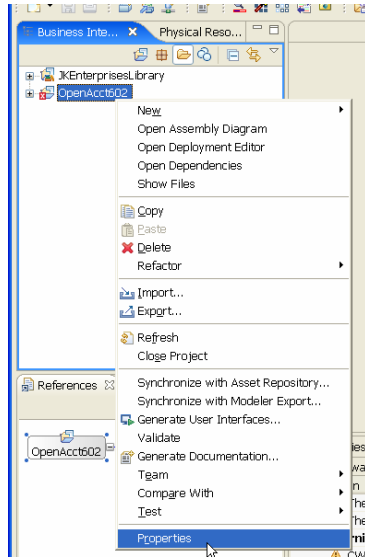 Business Inte...
Physical Reso...
JKEnterprisesLibrary
OpenAcct602
New
Open Assembly Diagram
Open Deployment Editor
Open Dependencies
Show Files
Copy
Paste
Delete
Refactor
Import...
Export...
Refresh
Close Project
Synchronize with Asset Repository...
Synchronize with Modeler Export...
Generate User Interfaces...
Validate
Generate Documentation...
Team
Compare With
Test
Properties
References
OpenAcct602